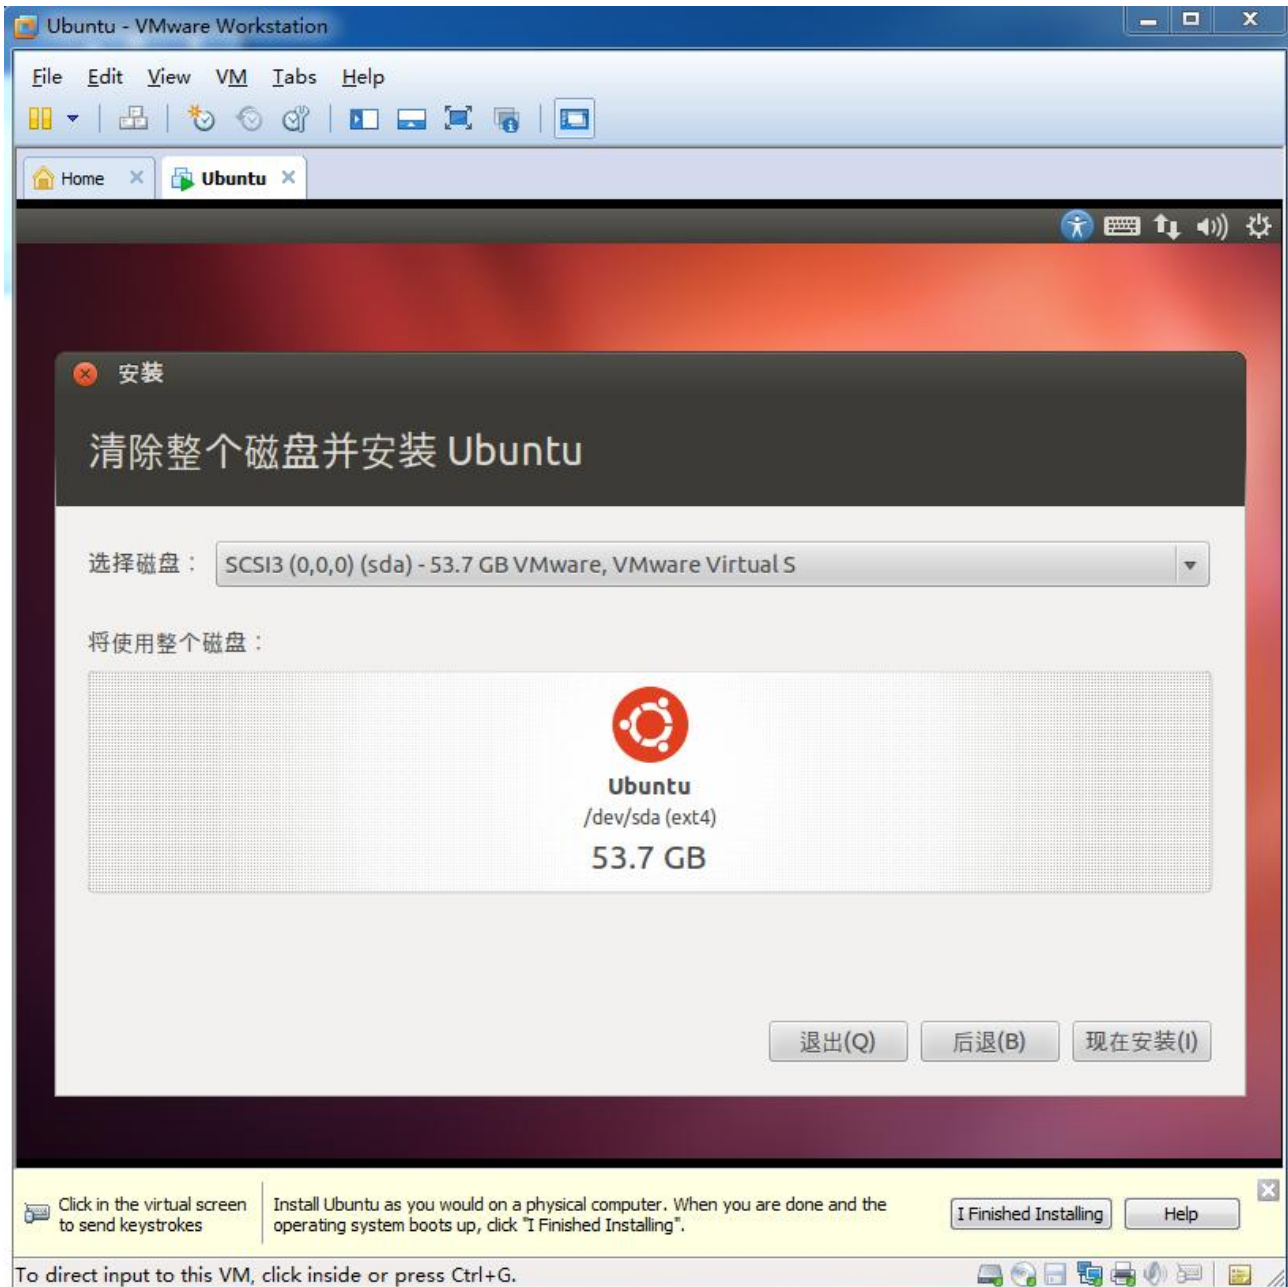 Ubuntu - VMware Workstation
File Edit View VM Tabs Help
Home
Ubuntu
安装
清除整个磁盘并安装 Ubuntu
选择磁盘：
SCSI3 (0,0,0) (sda) - 53.7 GB VMware, VMware Virtual S
将使用整个磁盘：
Ubuntu
/dev/sda (ext4)
53.7 GB
退出(Q)
后退(B)
现在安装(I)
Click in the virtual screen
to send keystrokes
Install Ubuntu as you would on a physical computer. When you are done and the
operating system boots up, click "I Finished Installing".
I Finished Installing
Help
To direct input to this VM, click inside or press Ctrl+G.